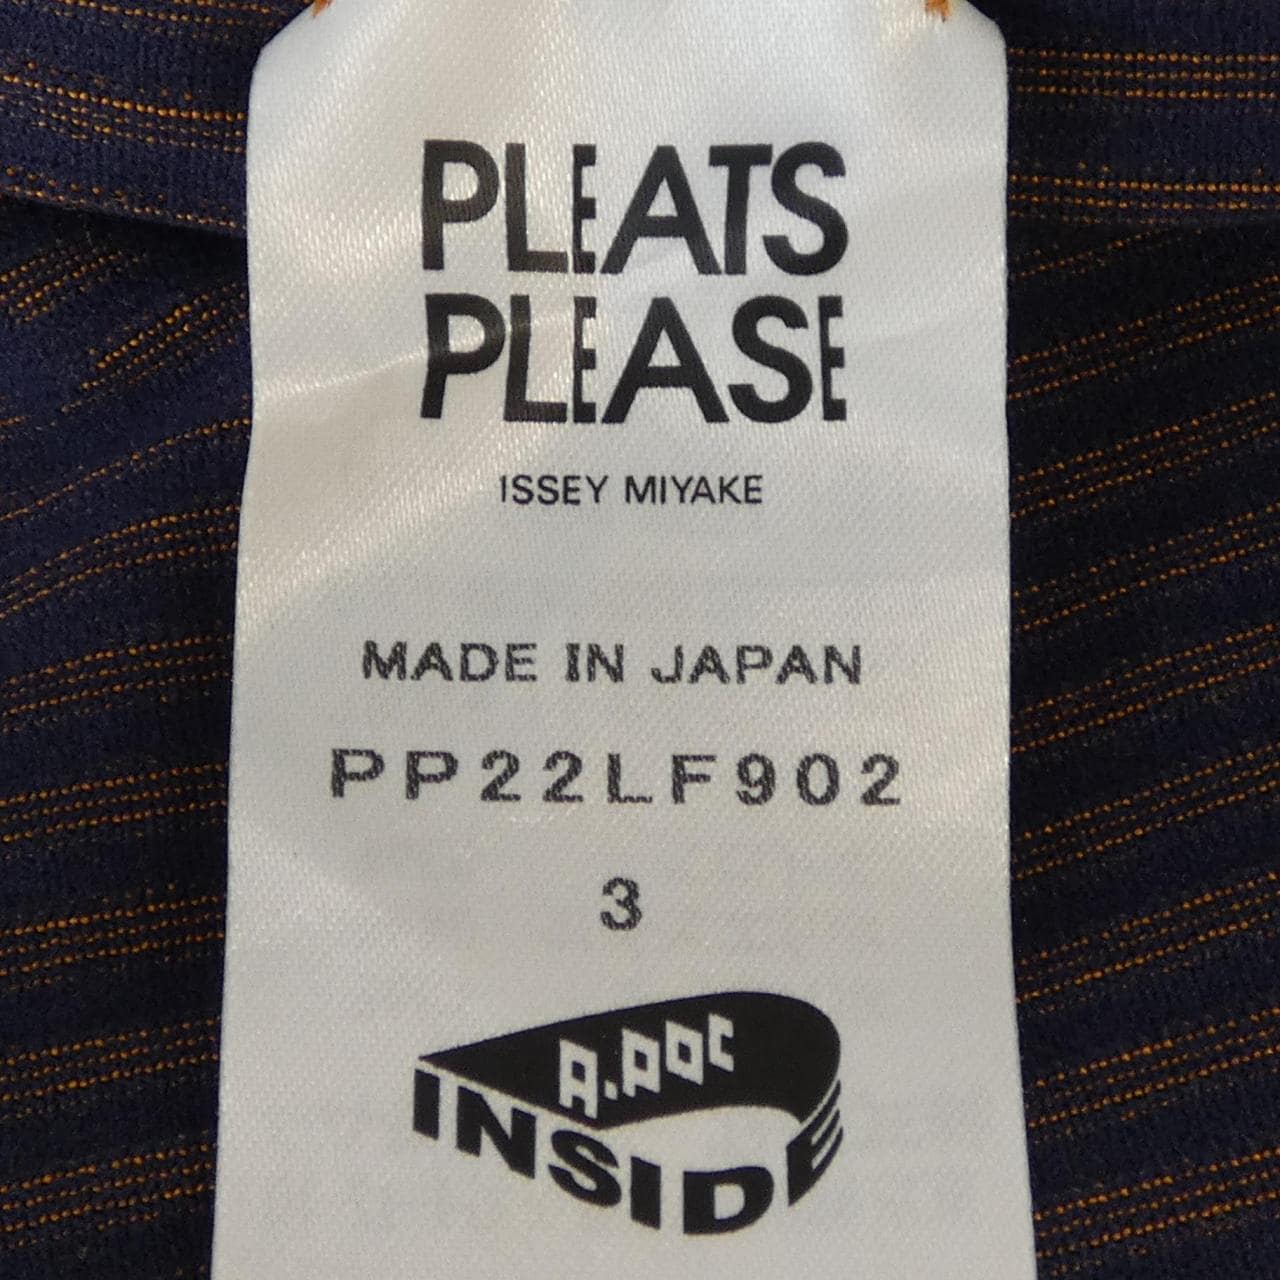 PLEATS
PLEASE
ISSEY MIYAKE
MADE IN JAPAN
PP22LF902
3
A.POC
INSIDE